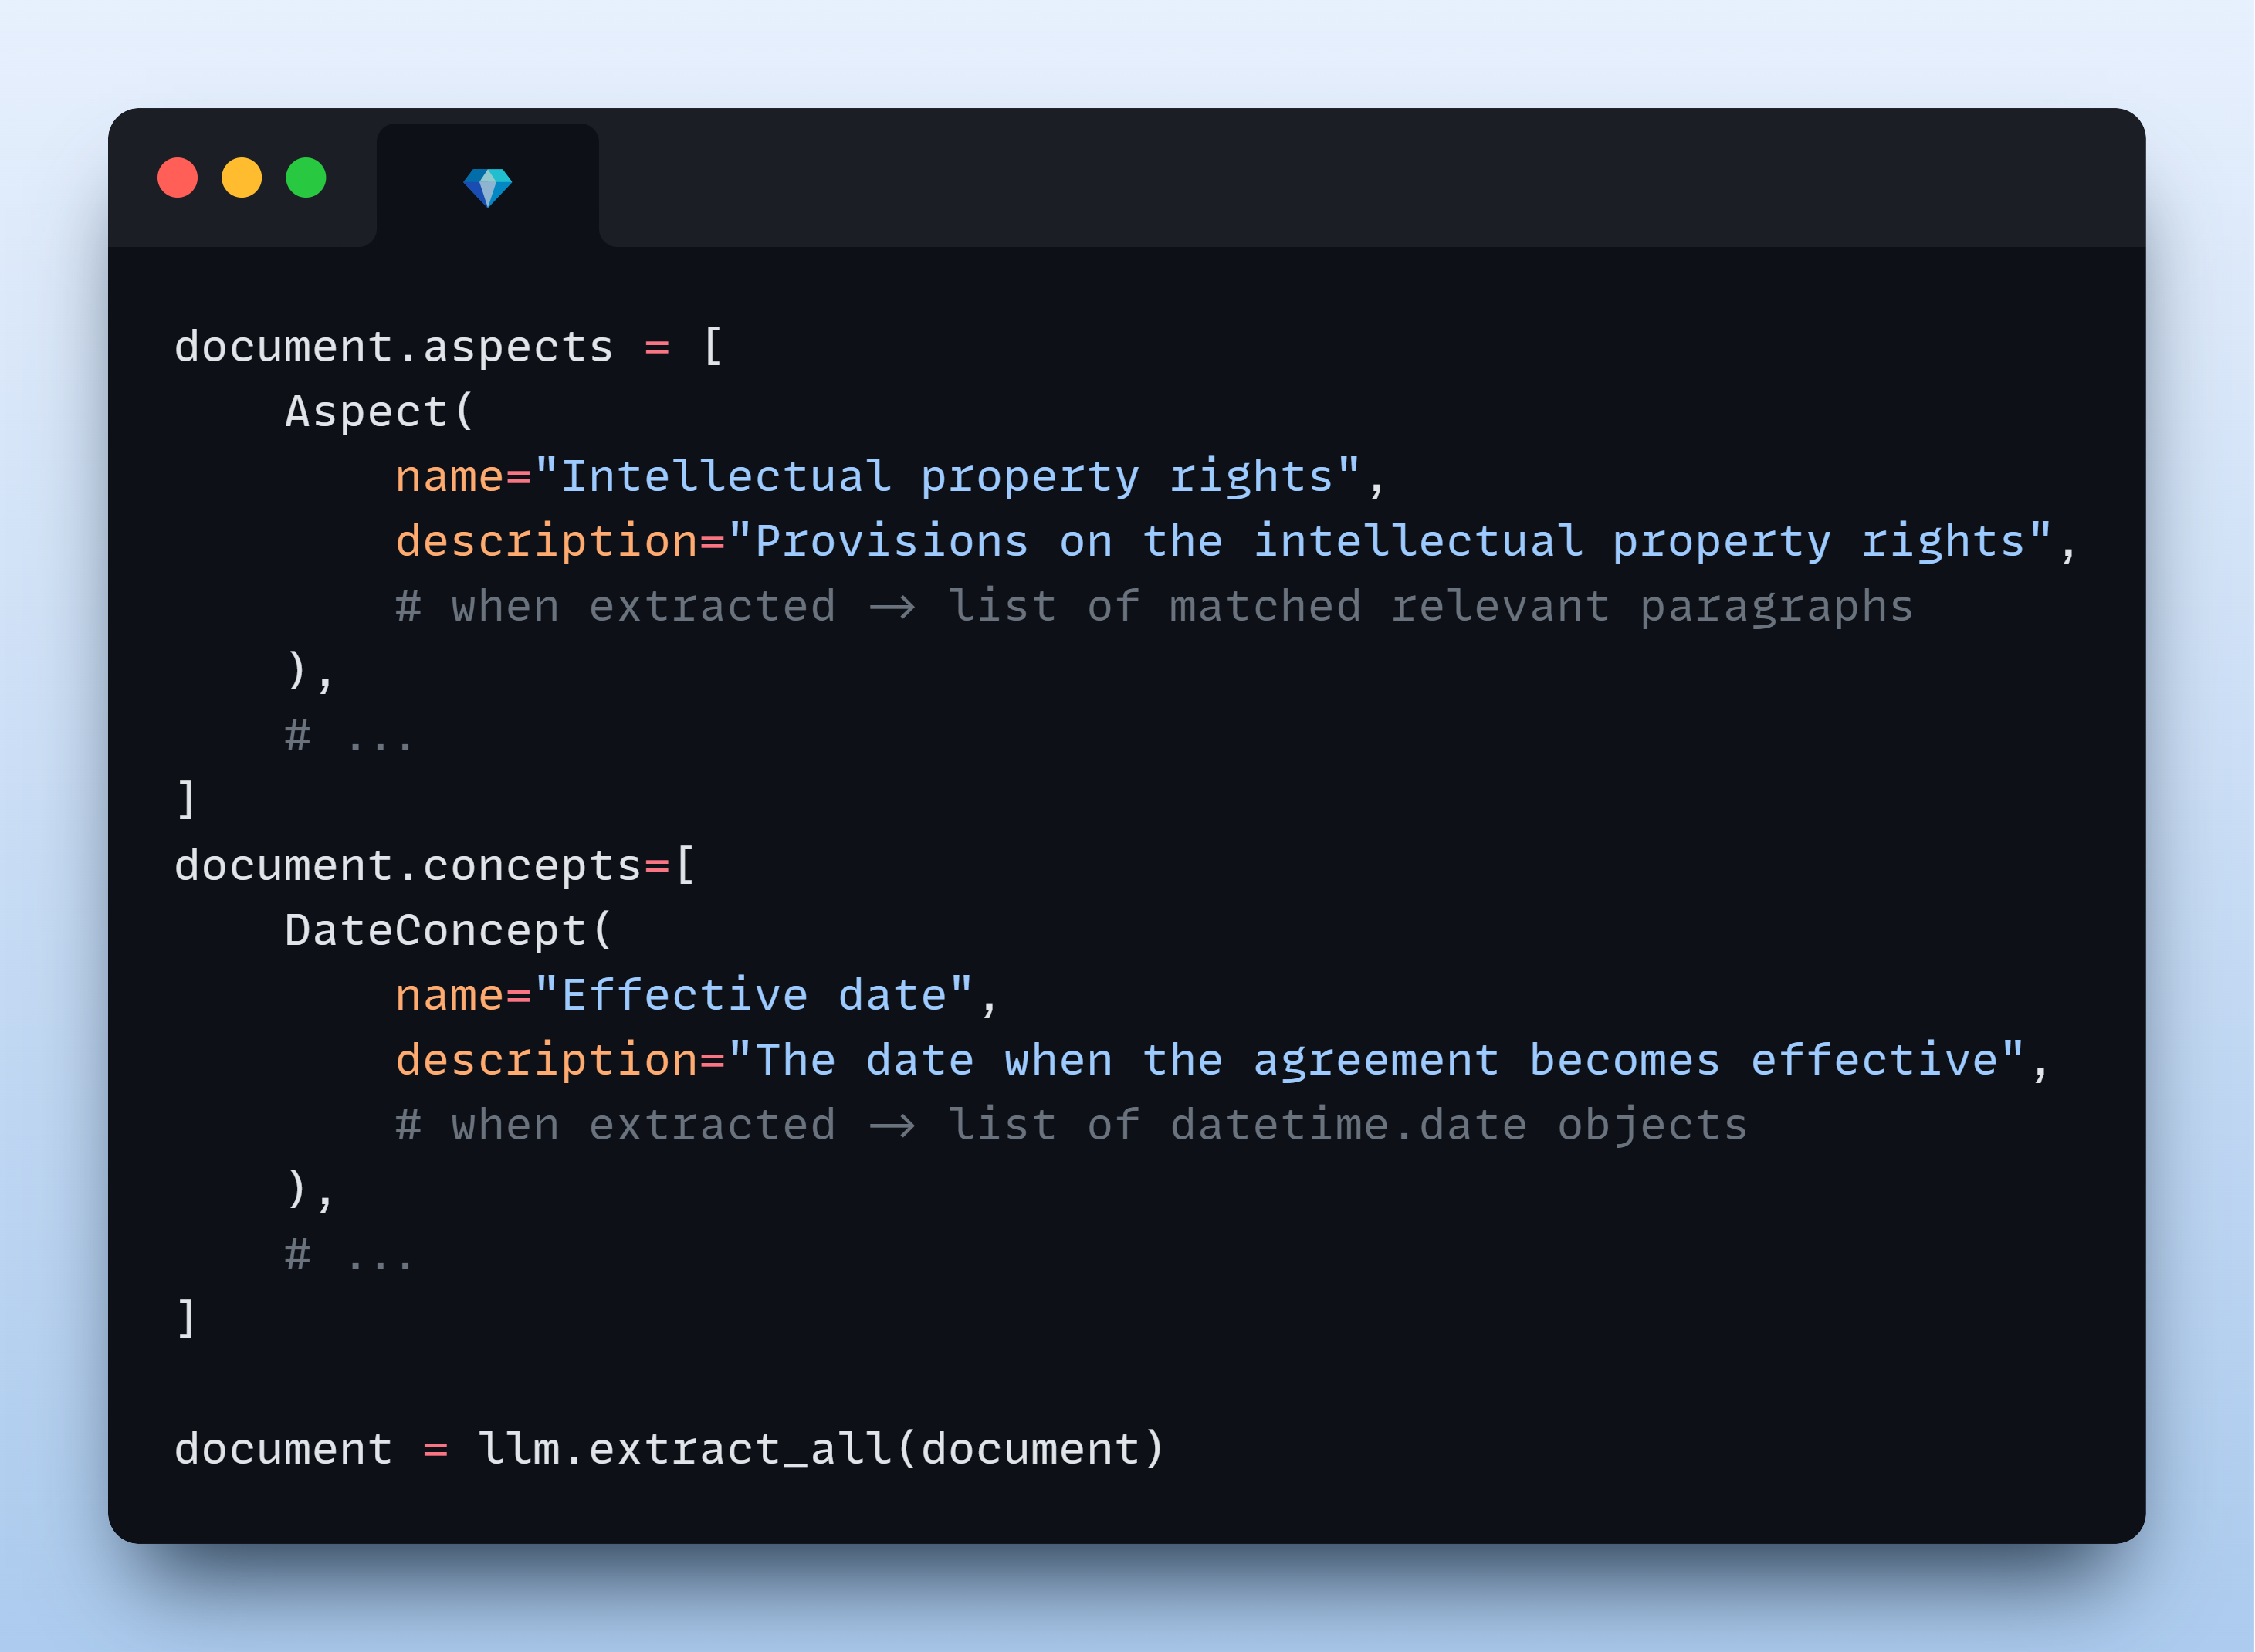 document.aspects = [
    Aspect(
        name="Intellectual property rights",
        description="Provisions on the intellectual property rights",
        # when extracted -> list of matched relevant paragraphs
    ),
    # ...
]
document.concepts=[
    DateConcept(
        name="Effective date",
        description="The date when the agreement becomes effective",
        # when extracted -> list of datetime.date objects
    ),
    # ...
]

document = llm.extract_all(document)